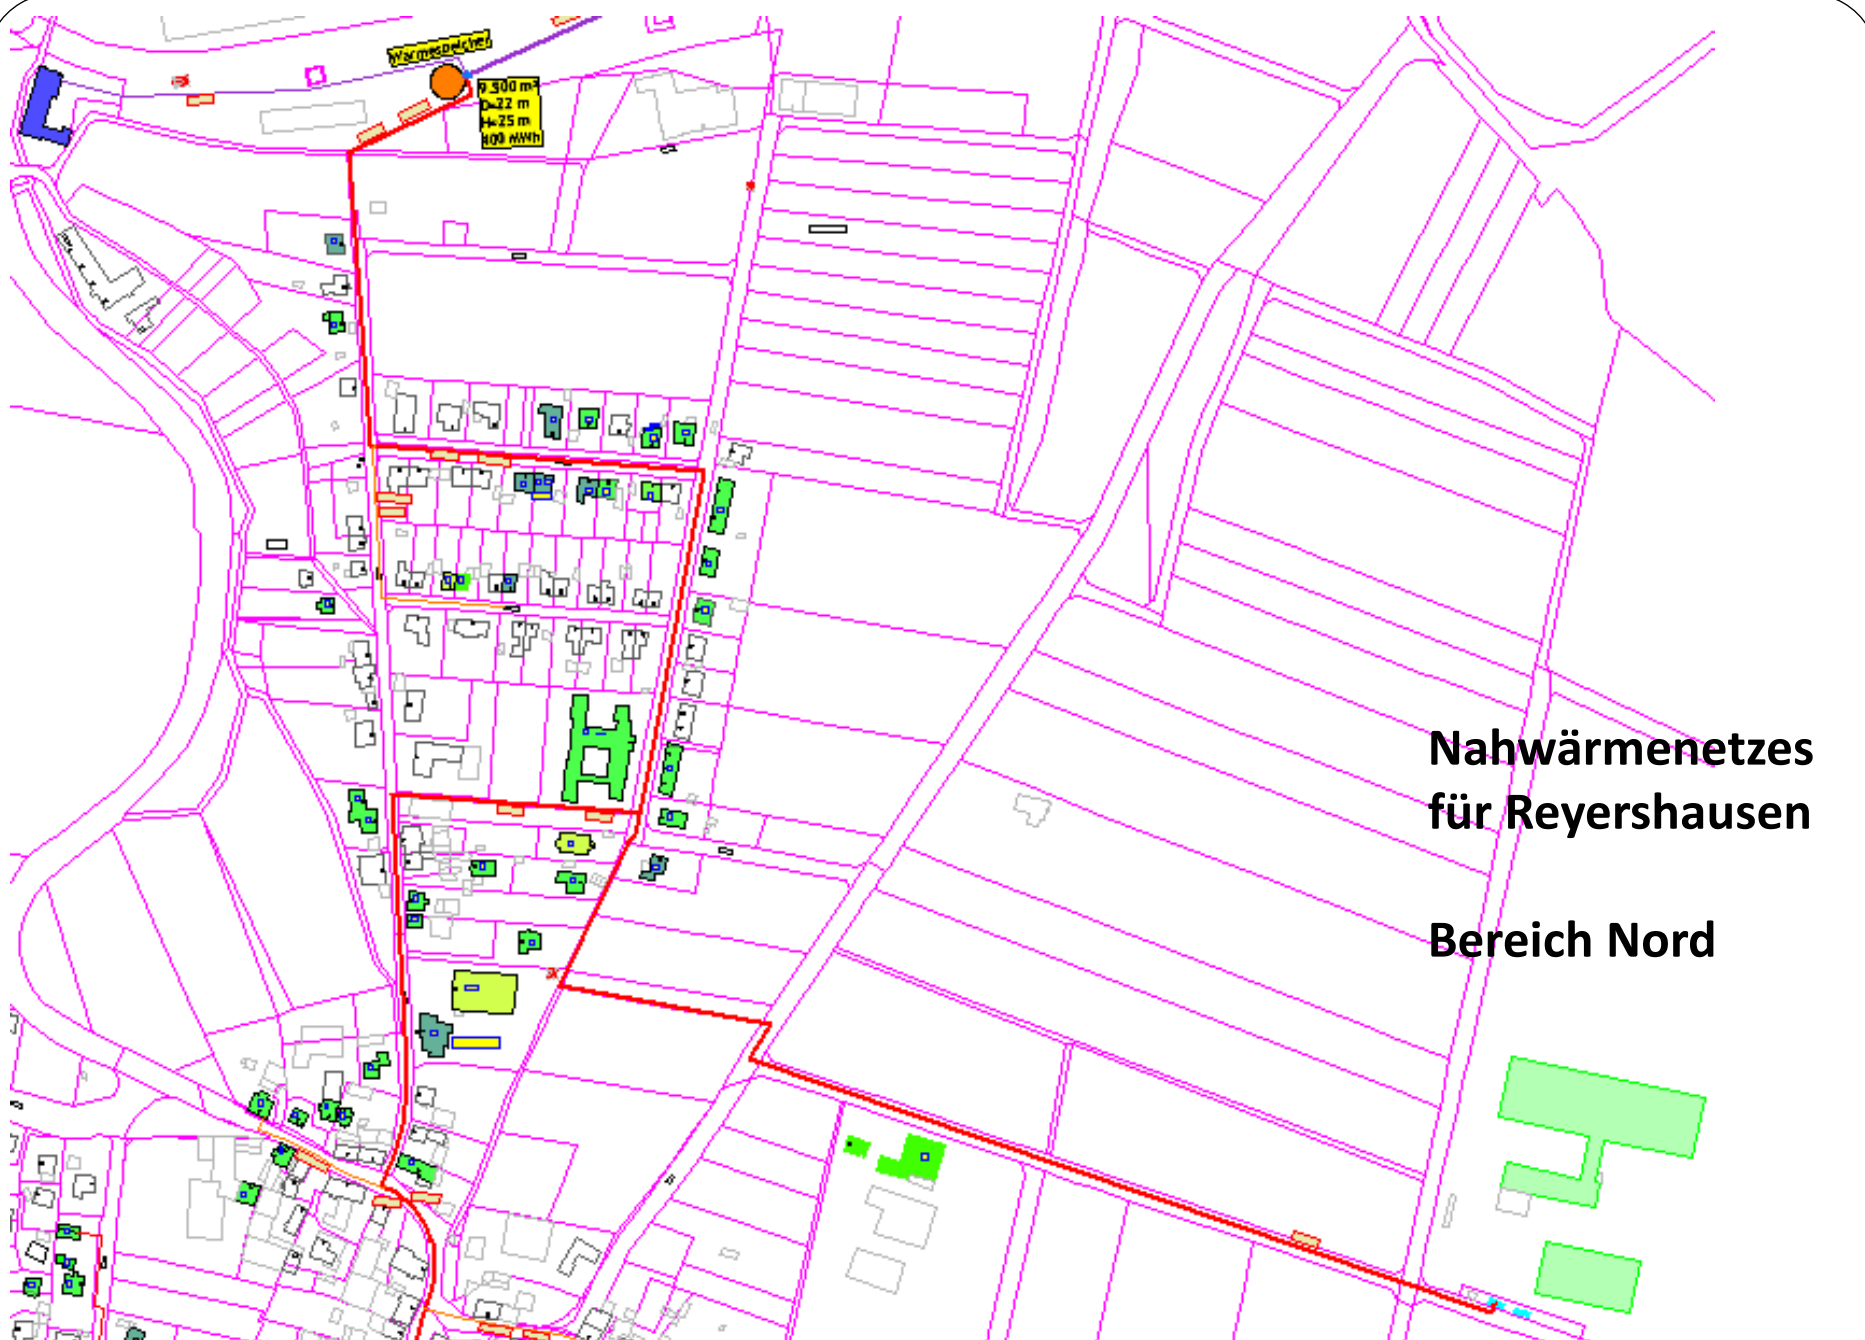 Wärmespeicher
9.300 m³
D=22 m
H=25 m
400 MWh
Nahwärmenetzes
für Reyershausen
Bereich Nord